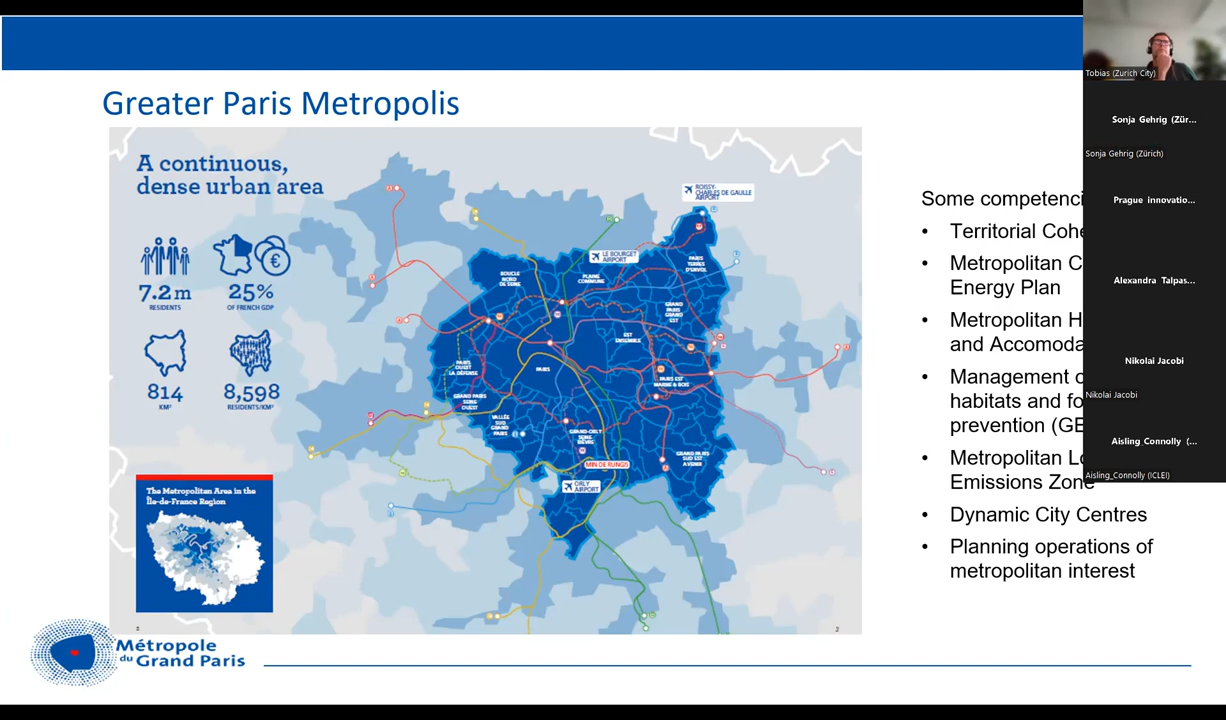 Greater Paris Metropolis
A continuous,
dense urban area
7.2 m
RESIDENTS
25%
OF FRENCH GDP
814
KM²
8,598
RESIDENTS/KM²
ROISSY-
CHARLES DE GAULLE
AIRPORT
LE BOURGET
AIRPORT
BOUCLE
NORD
DE SEINE
PLAINE
COMMUNE
PARIS
TERRES
D'ENVOL
GRAND
PARIS
GRAND
EST
EST
ENSEMBLE
PARIS
OUEST
LA DÉFENSE
PARIS
PARIS EST
MARNE & BOIS
GRAND PARIS
SEINE
OUEST
VALLÉE
SUD
GRAND
PARIS
GRAND-ORLY
SEINE
BIÈVRE
MIN DE RUNGIS
GRAND PARIS
SUD EST
AVENIR
ORLY
AIRPORT
The Metropolitan Area in the
Île-de-France Region
2
Métropole
du Grand Paris
Some competenci
• Territorial Cohe
• Metropolitan C
Energy Plan
• Metropolitan H
and Accomoda
• Management o
habitats and fo
prevention (GE
• Metropolitan Lo
Emissions Zone
• Dynamic City Centres
• Planning operations of
metropolitan interest
Tobias (Zurich City)
Sonja Gehrig (Zür...
Sonja Gehrig (Zürich)
Prague innovatio...
Alexandra Talpas...
Nikolai Jacobi
Nikolai Jacobi
Aisling Connolly (...
Aisling_Connolly (ICLEI)